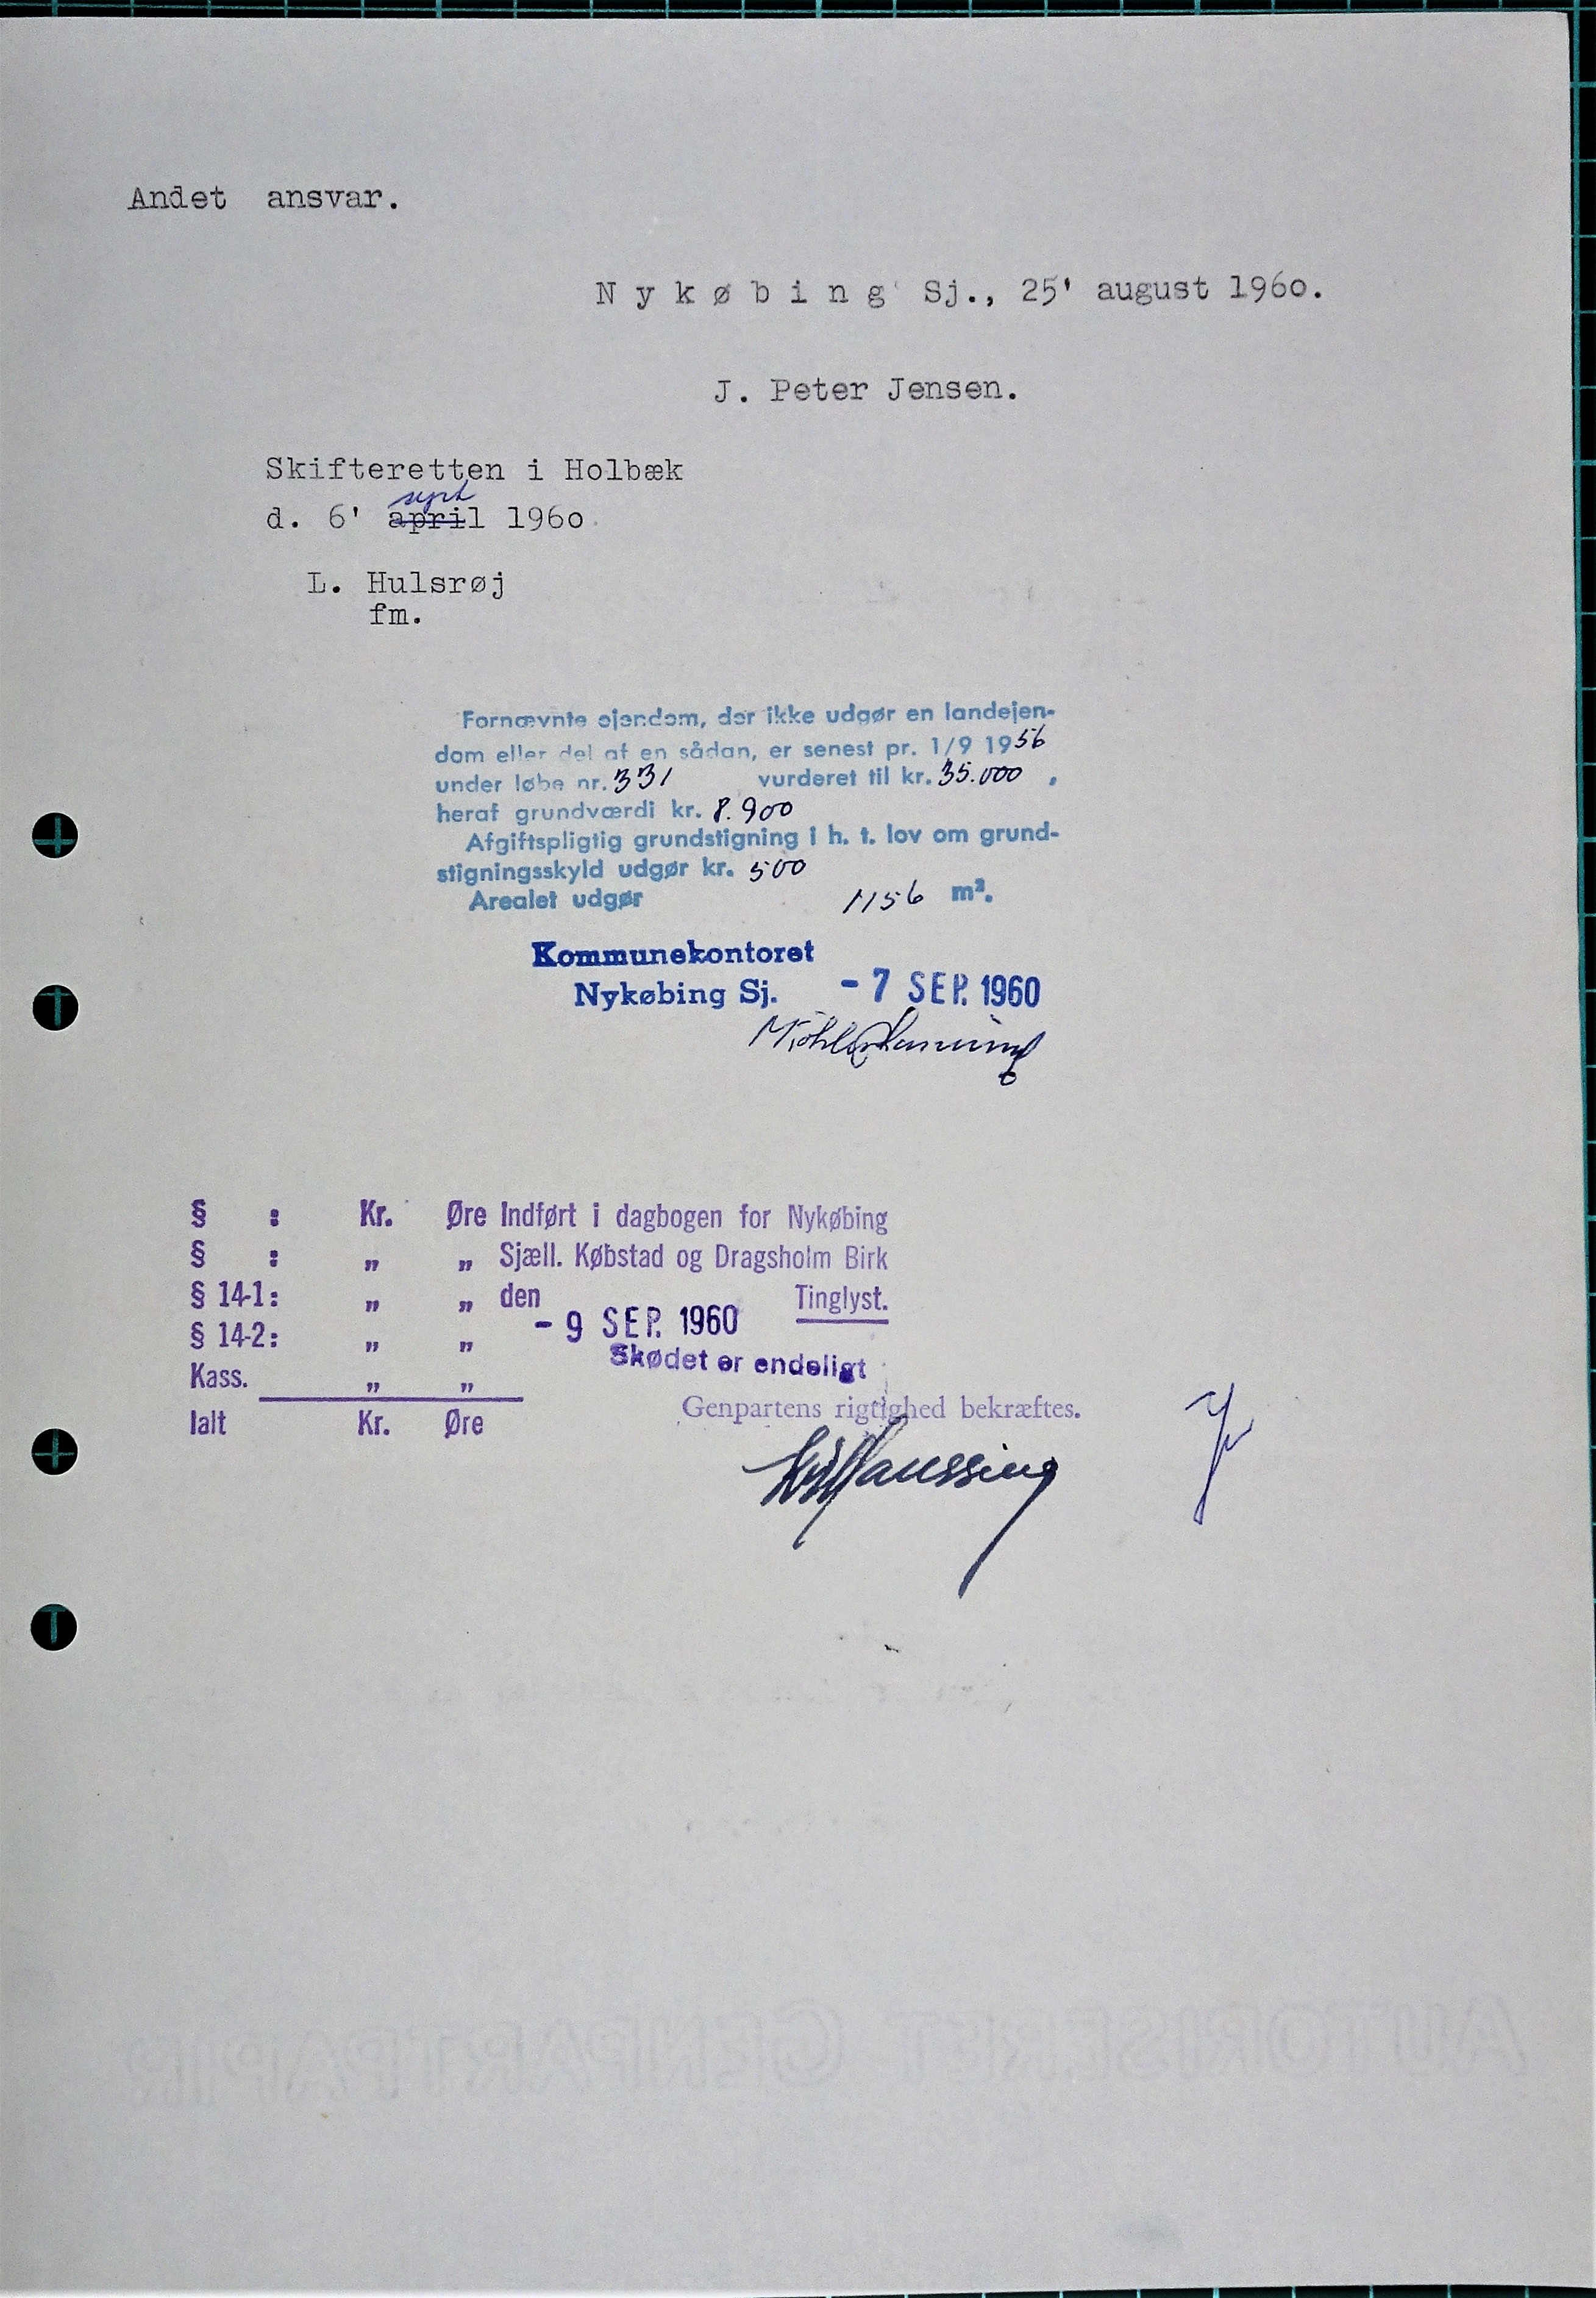 Andet ansvar.
Nykøbing Sj., 25' august 1960.
J. Peter Jensen.
Skifteretten i Holbæk
sept
d. 6' april 1960
L. Hulsrøj
fm.
Fornævnte ejendom, der ikke udgør en landejen-
dom eller del af en sådan, er senest pr. 1/9 1956
under løbe nr. 331 vurderet til kr. 35.000 ,
heraf grundværdi kr. 8.900
Afgiftspligtig grundstigning i h. t. lov om grund-
stigningsskyld udgør kr. 500
Arealet udgør 1156 m².
Kommunekontoret
Nykøbing Sj. - 7 SEP. 1960
§ : Kr. Øre Indført i dagbogen for Nykøbing
§ : „ „ Sjæll. Købstad og Dragsholm Birk
§ 14-1: „ „ den Tinglyst.
§ 14-2: „ „ - 9 SEP. 1960
Skødet er endeligt
Kass. „ „
Genpartens rigtighed bekræftes.
Ialt Kr. Øre
AUTORISERET GENPARTPAPIR